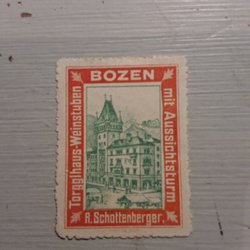 BOZEN
Torgglhaus-Weinstuben
mit Aussichtsturm
R. Schottenberger.